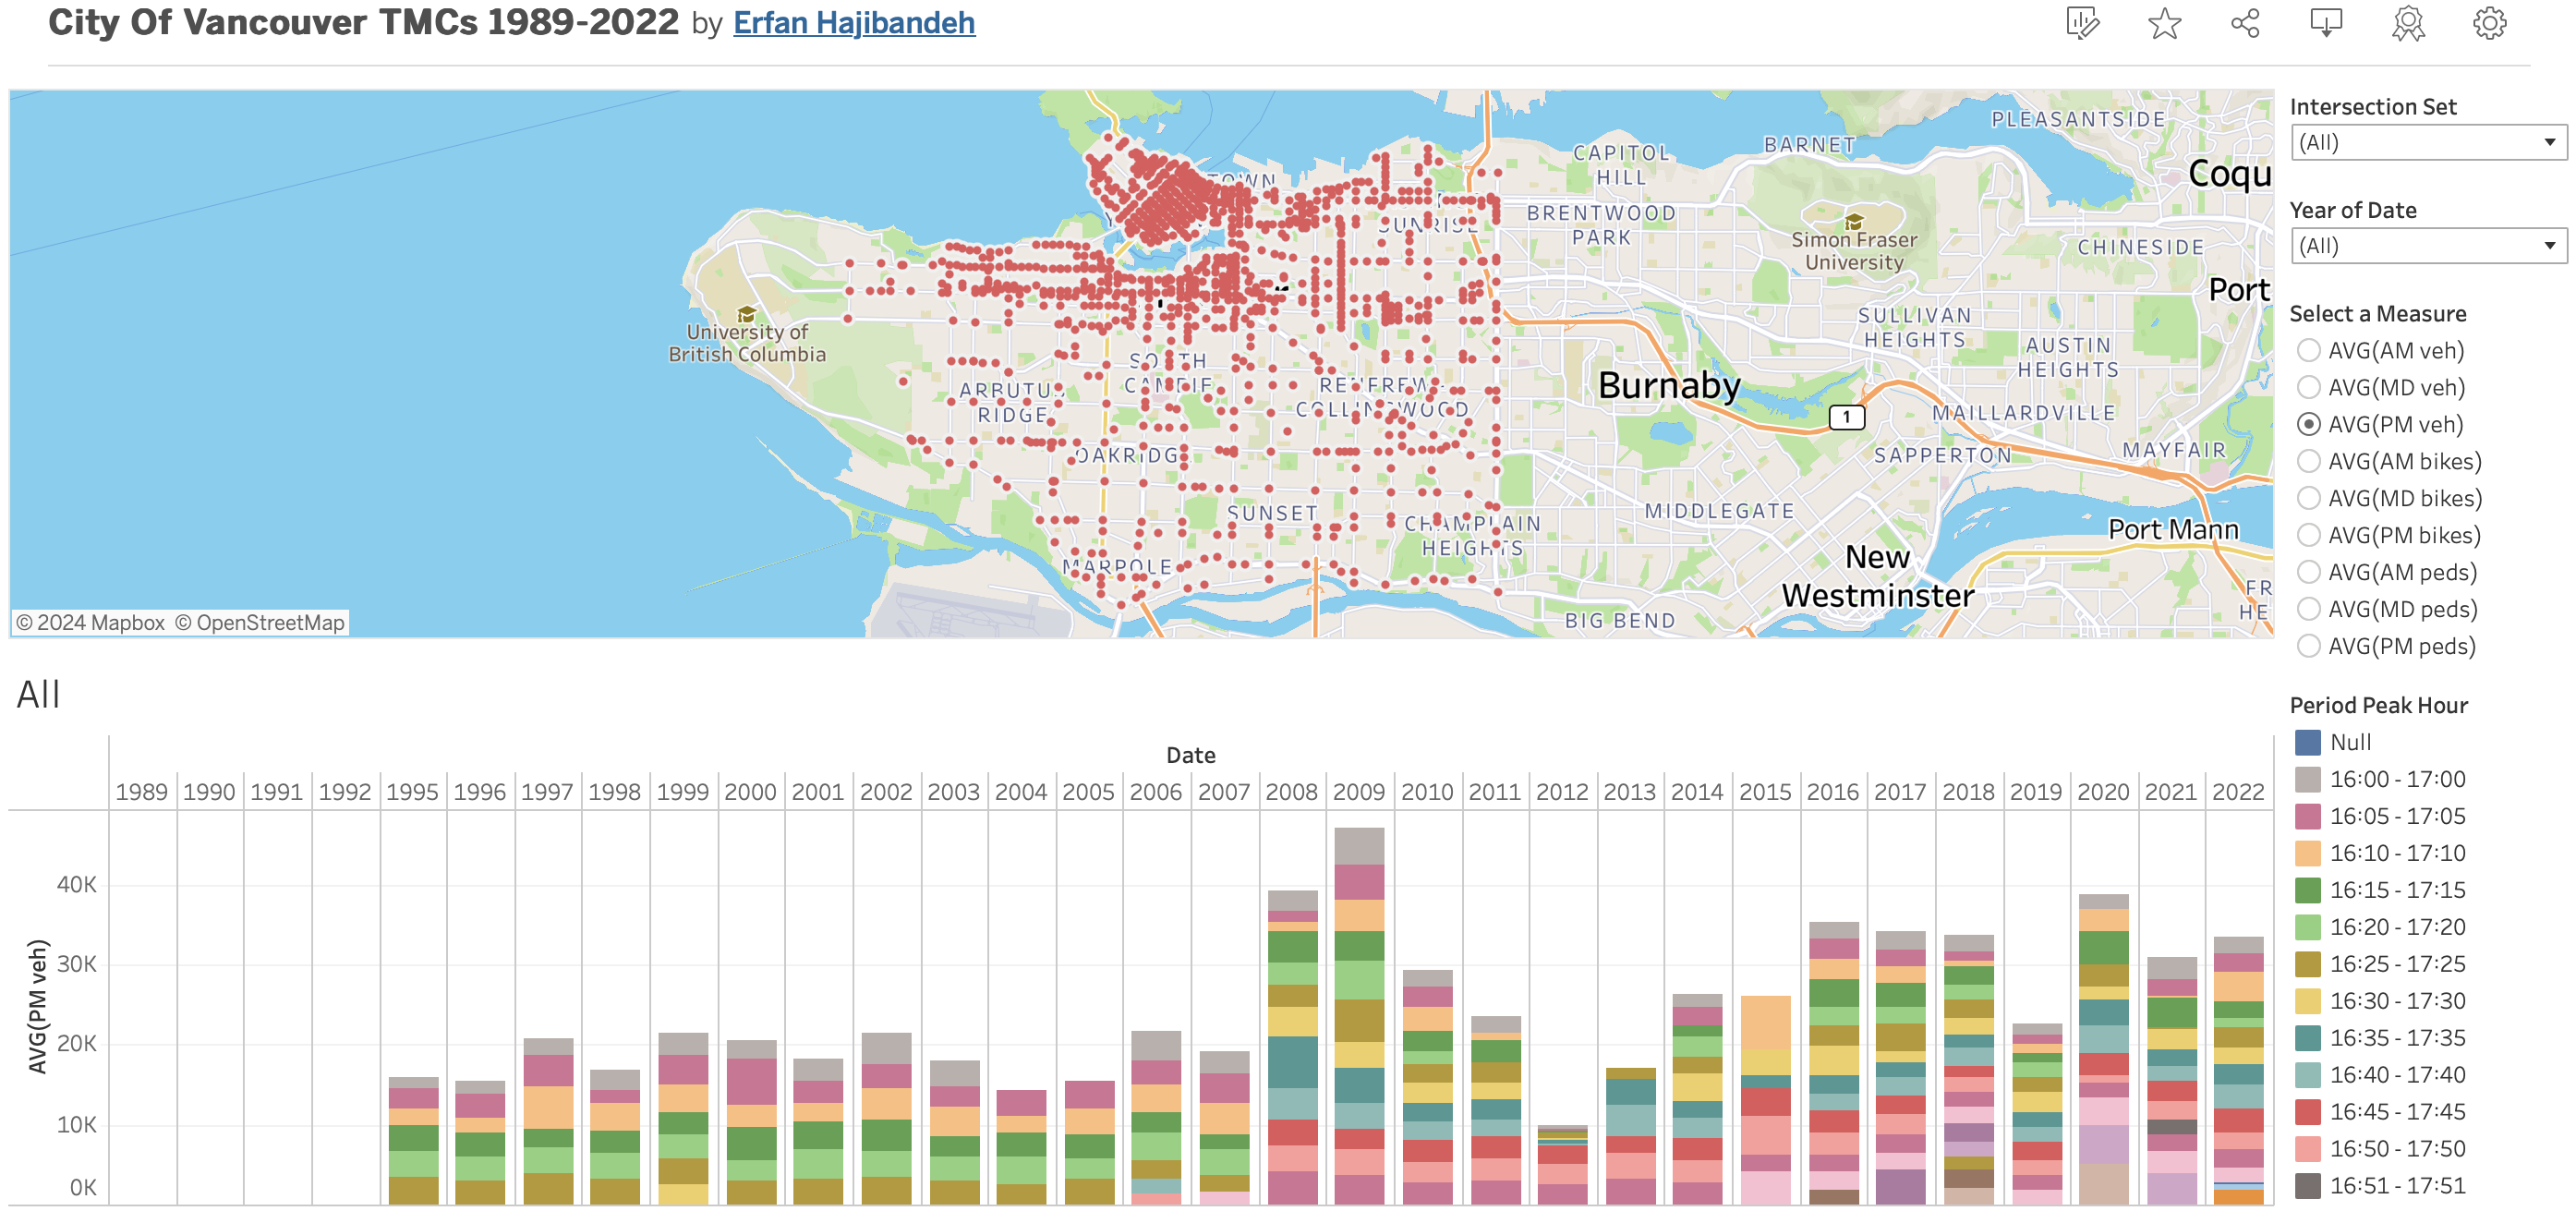 City Of Vancouver TMCs 1989-2022 by Erfan Hajibandeh
Intersection Set
(All)
Year of Date
(All)
Select a Measure
AVG(AM veh)
AVG(MD veh)
AVG(PM veh)
AVG(AM bikes)
AVG(MD bikes)
AVG(PM bikes)
AVG(AM peds)
AVG(MD peds)
AVG(PM peds)
PLEASANTSIDE
BARNET
CAPITOL
HILL
Coqu
TOWN
BRENTWOOD
PARK
SUNRISE
Simon Fraser
University
CHINESIDE
Port
University of
British Columbia
SULLIVAN
HEIGHTS
AUSTIN
HEIGHTS
SOUTH
CAMBIE
ARBUTUS
RIDGE
RENFREW-
COLLINGWOOD
Burnaby
1
MAILLARDVILLE
OAKRIDG
SAPPERTON
MAYFAIR
SUNSET
CHAMPLAIN
HEIGHTS
MIDDLEGATE
Port Mann
MARPOLE
New
Westminster
FR
HE
BIG BEND
© 2024 Mapbox © OpenStreetMap
All
Date
1989 1990 1991 1992 1995 1996 1997 1998 1999 2000 2001 2002 2003 2004 2005 2006 2007 2008 2009 2010 2011 2012 2013 2014 2015 2016 2017 2018 2019 2020 2021 2022
AVG(PM veh)
40K
30K
20K
10K
0K
Period Peak Hour
Null
16:00 - 17:00
16:05 - 17:05
16:10 - 17:10
16:15 - 17:15
16:20 - 17:20
16:25 - 17:25
16:30 - 17:30
16:35 - 17:35
16:40 - 17:40
16:45 - 17:45
16:50 - 17:50
16:51 - 17:51